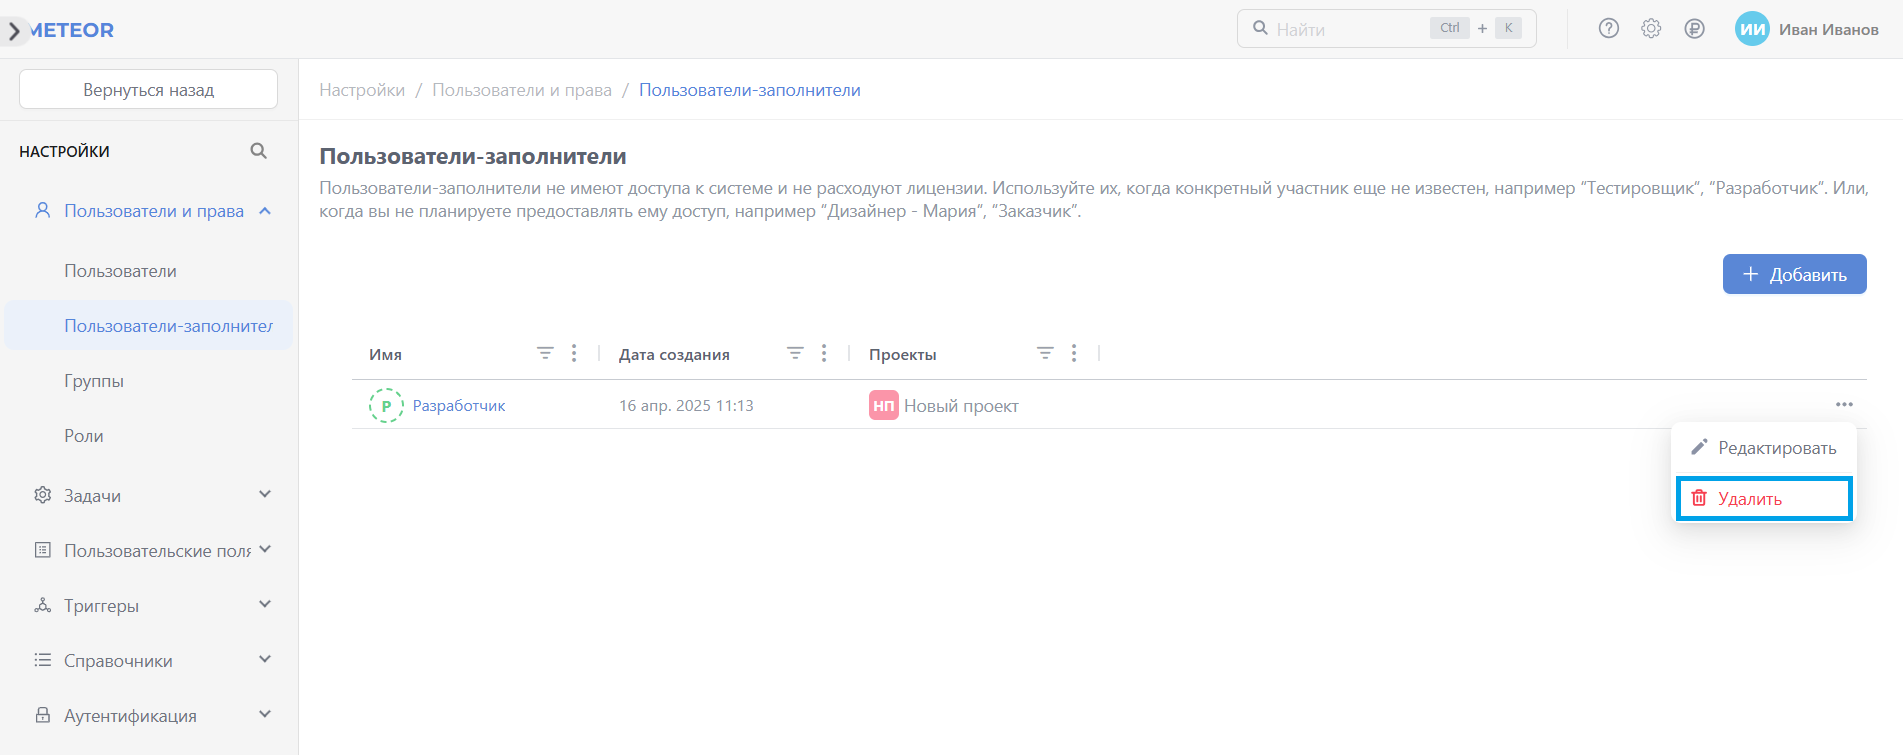 METEOR
Найти Ctrl + K
ИИ Иван Иванов
Вернуться назад
Настройки / Пользователи и права / Пользователи-заполнители
НАСТРОЙКИ
Пользователи и права
Пользователи
Пользователи-заполнител
Группы
Роли
Задачи
Пользовательские поля
Триггеры
Справочники
Аутентификация
Пользователи-заполнители
Пользователи-заполнители не имеют доступа к системе и не расходуют лицензии. Используйте их, когда конкретный участник еще не известен, например “Тестировщик“, “Разработчик“. Или,
когда вы не планируете предоставлять ему доступ, например “Дизайнер - Мария”, “Заказчик”.
+ Добавить
Имя Дата создания Проекты
Р Разработчик 16 апр. 2025 11:13 НП Новый проект
Редактировать
Удалить